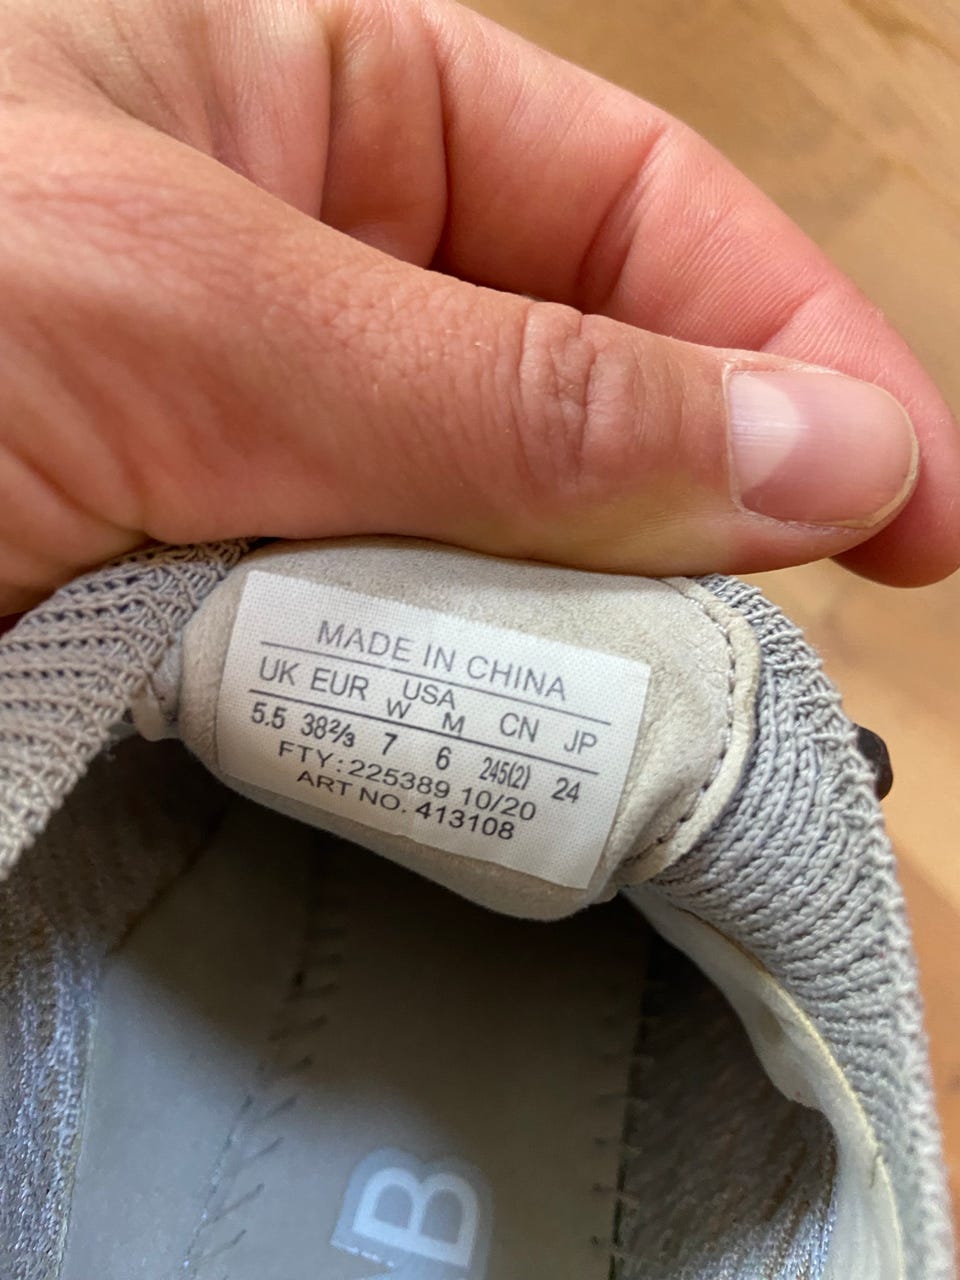 MADE IN CHINA
UK EUR USA CN JP
W M
5.5 38⅔ 7 6 245(2) 24
FTY: 225389 10/20
ART NO. 413108
B